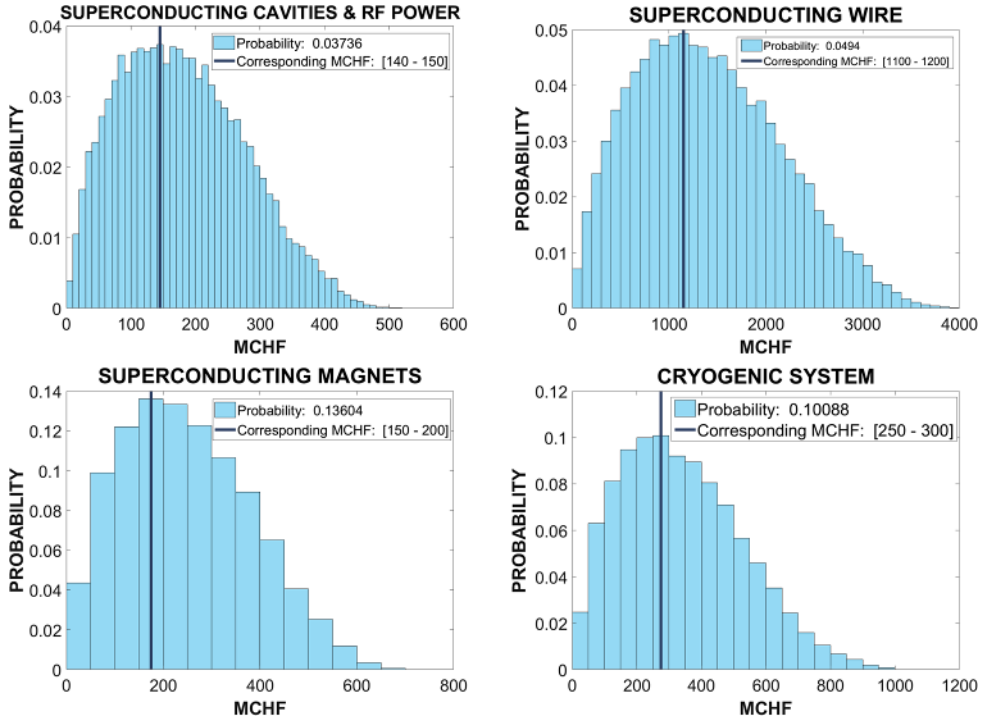 SUPERCONDUCTING CAVITIES & RF POWER
0.04
0.03
0.02
0.01
0
PROBABILITY
Probability: 0.03736
Corresponding MCHF: [140 - 150]
0 100 200 300 400 500 600
MCHF
SUPERCONDUCTING WIRE
0.05
0.04
0.03
0.02
0.01
0
PROBABILITY
Probability: 0.0494
Corresponding MCHF: [1100 - 1200]
0 1000 2000 3000 4000
MCHF
SUPERCONDUCTING MAGNETS
0.14
0.12
0.1
0.08
0.06
0.04
0.02
0
PROBABILITY
Probability: 0.13604
Corresponding MCHF: [150 - 200]
0 200 400 600 800
MCHF
CRYOGENIC SYSTEM
0.12
0.1
0.08
0.06
0.04
0.02
0
PROBABILITY
Probability: 0.10088
Corresponding MCHF: [250 - 300]
0 200 400 600 800 1000 1200
MCHF